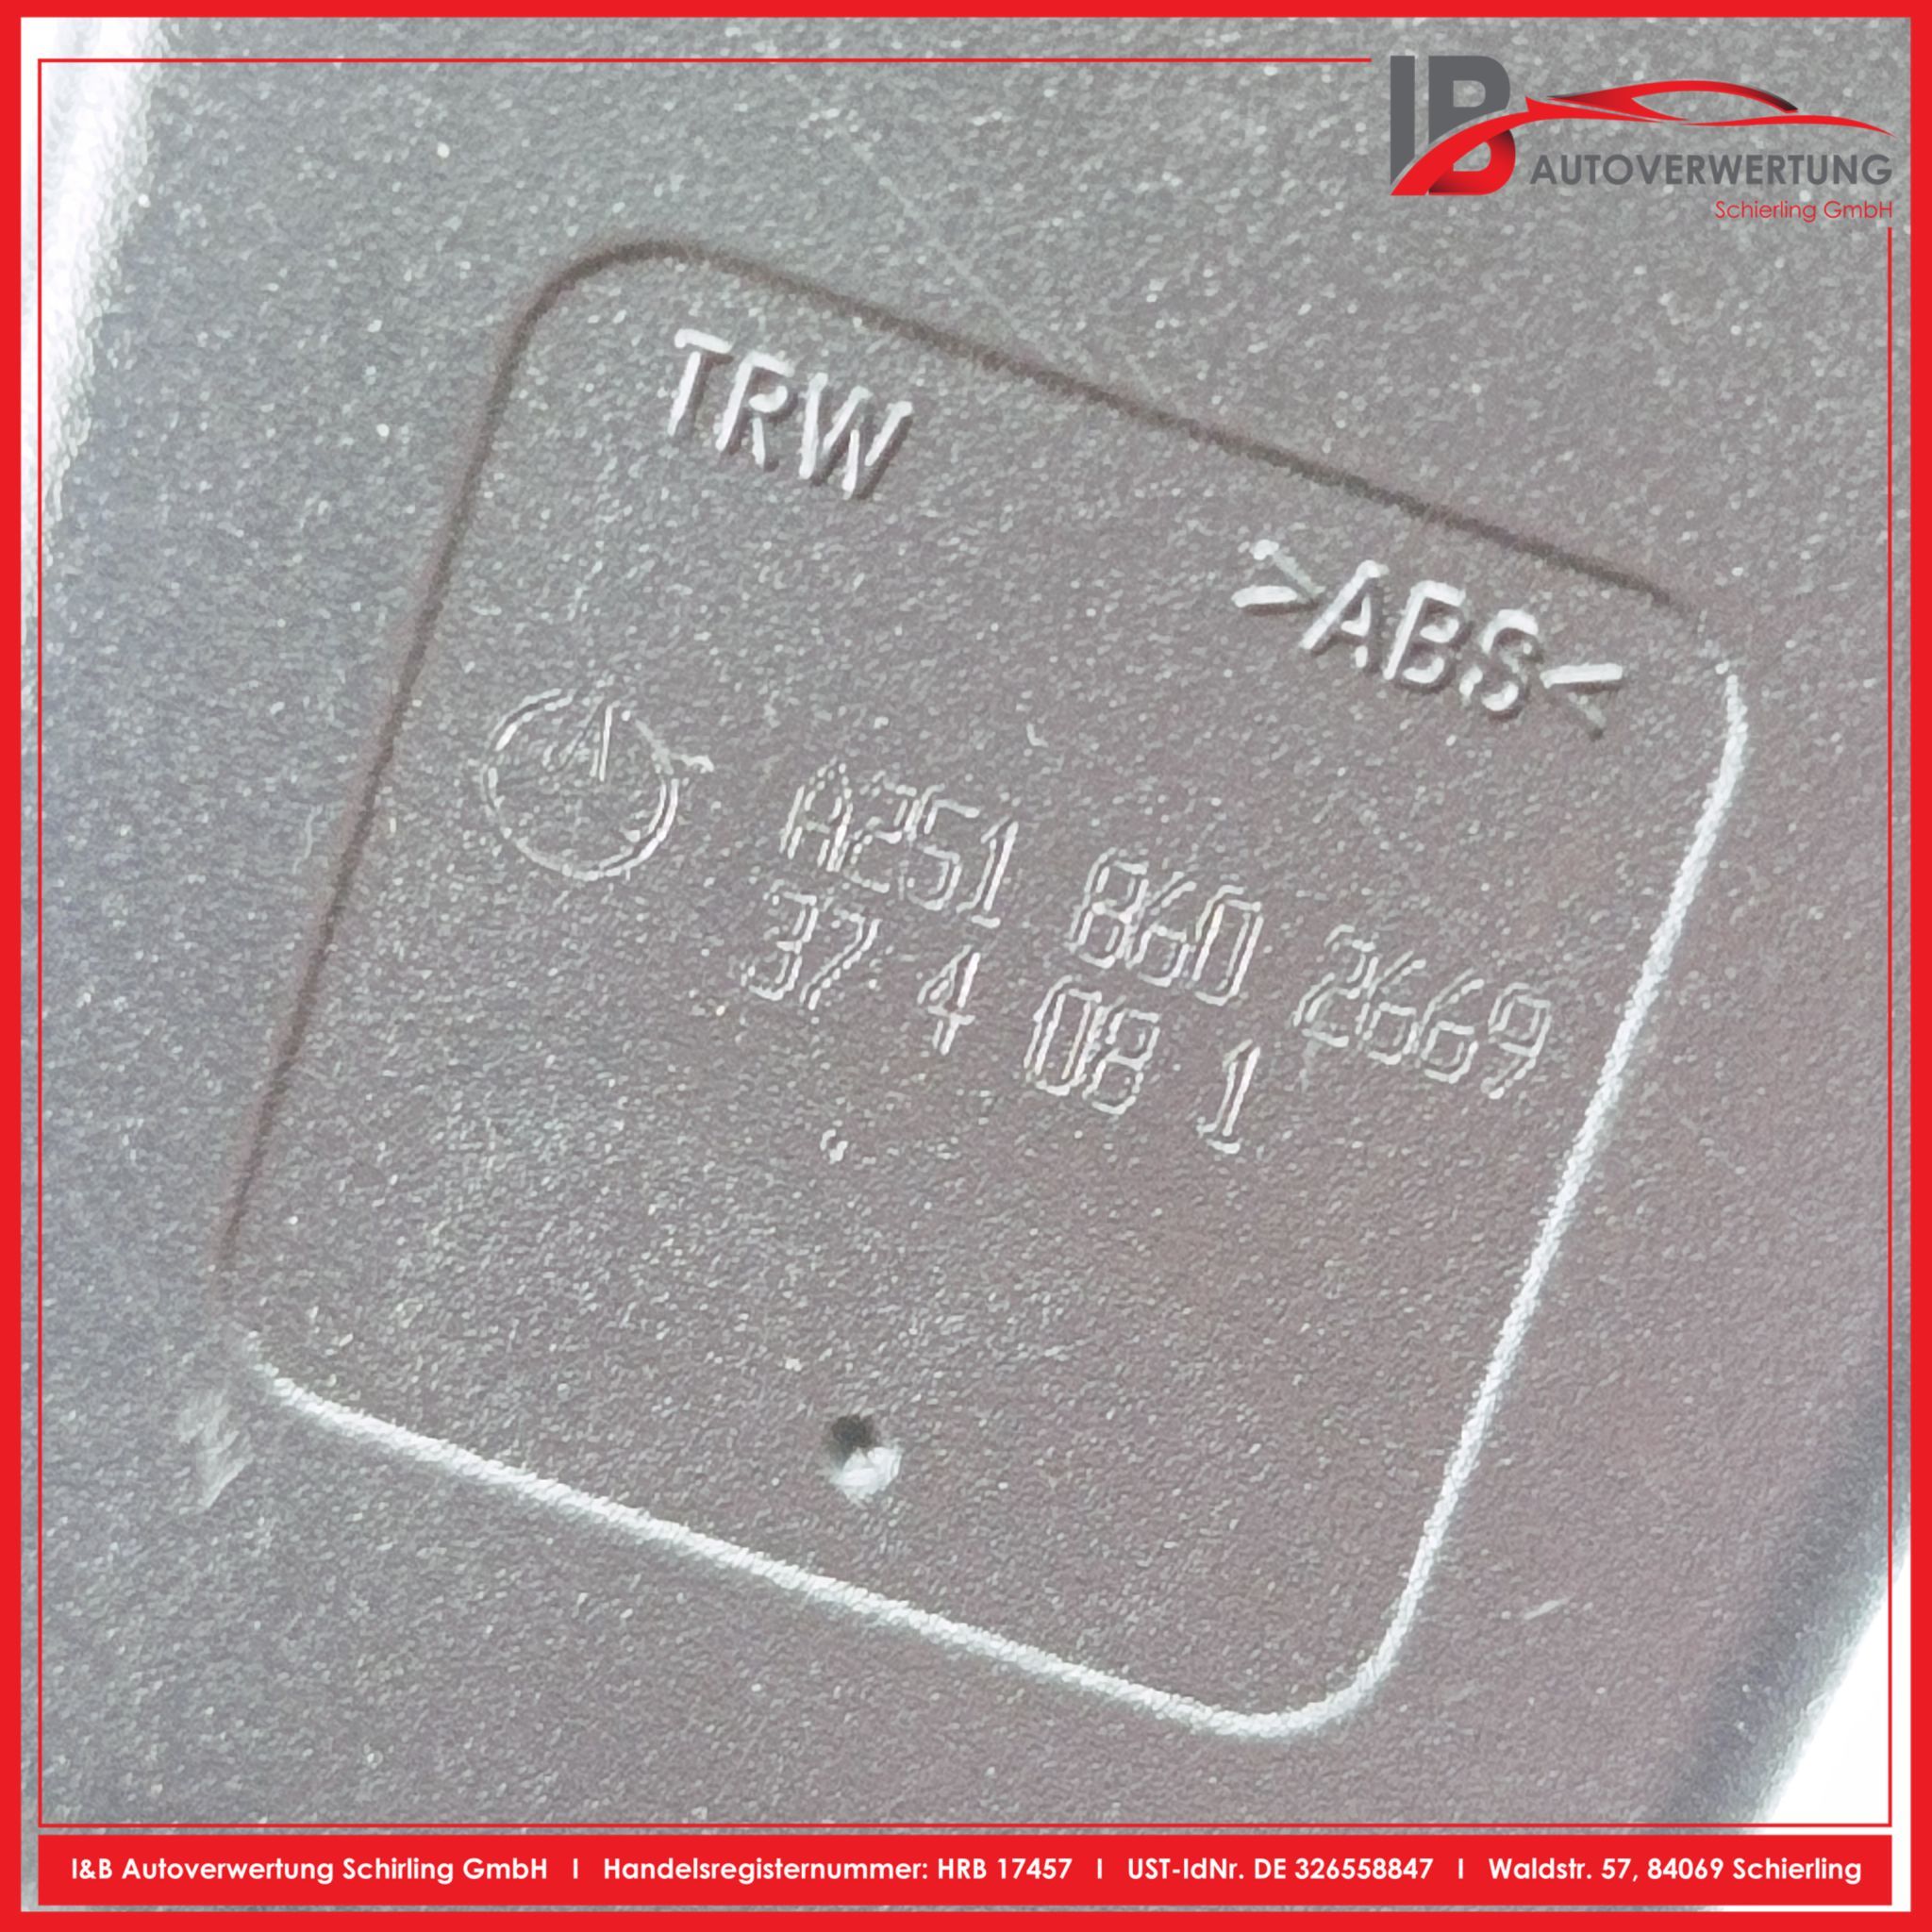 IB
AUTOVERWERTUNG
Schierling GmbH
TRW
>ABS<
A251 860 2669
37 4 08 1
I&B Autoverwertung Schirling GmbH I Handelsregisternummer: HRB 17457 I UST-IdNr. DE 326558847 I Waldstr. 57, 84069 Schierling